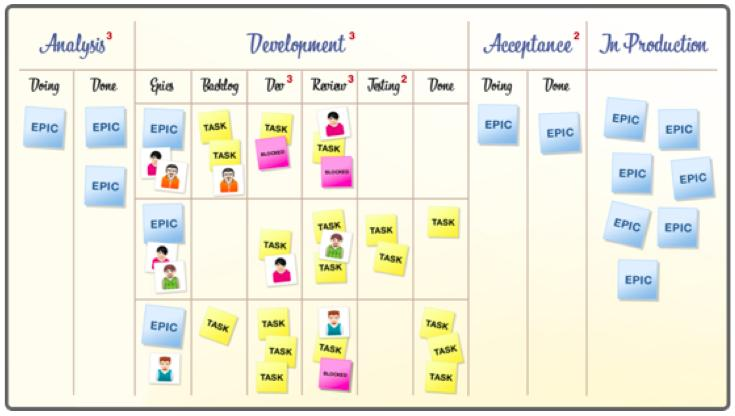 Analysis 3 Development 3 Acceptance 2 In Production
Doing Done Epics Backlog Dev 3 Review 3 Testing 2 Done Doing Done
EPIC EPIC EPIC TASK TASK EPIC EPIC EPIC EPIC
TASK BLOCKED TASK
EPIC BLOCKED EPIC EPIC
EPIC TASK TASK TASK EPIC EPIC
TASK TASK TASK
EPIC
EPIC TASK TASK TASK
TASK TASK TASK
TASK BLOCKED TASK